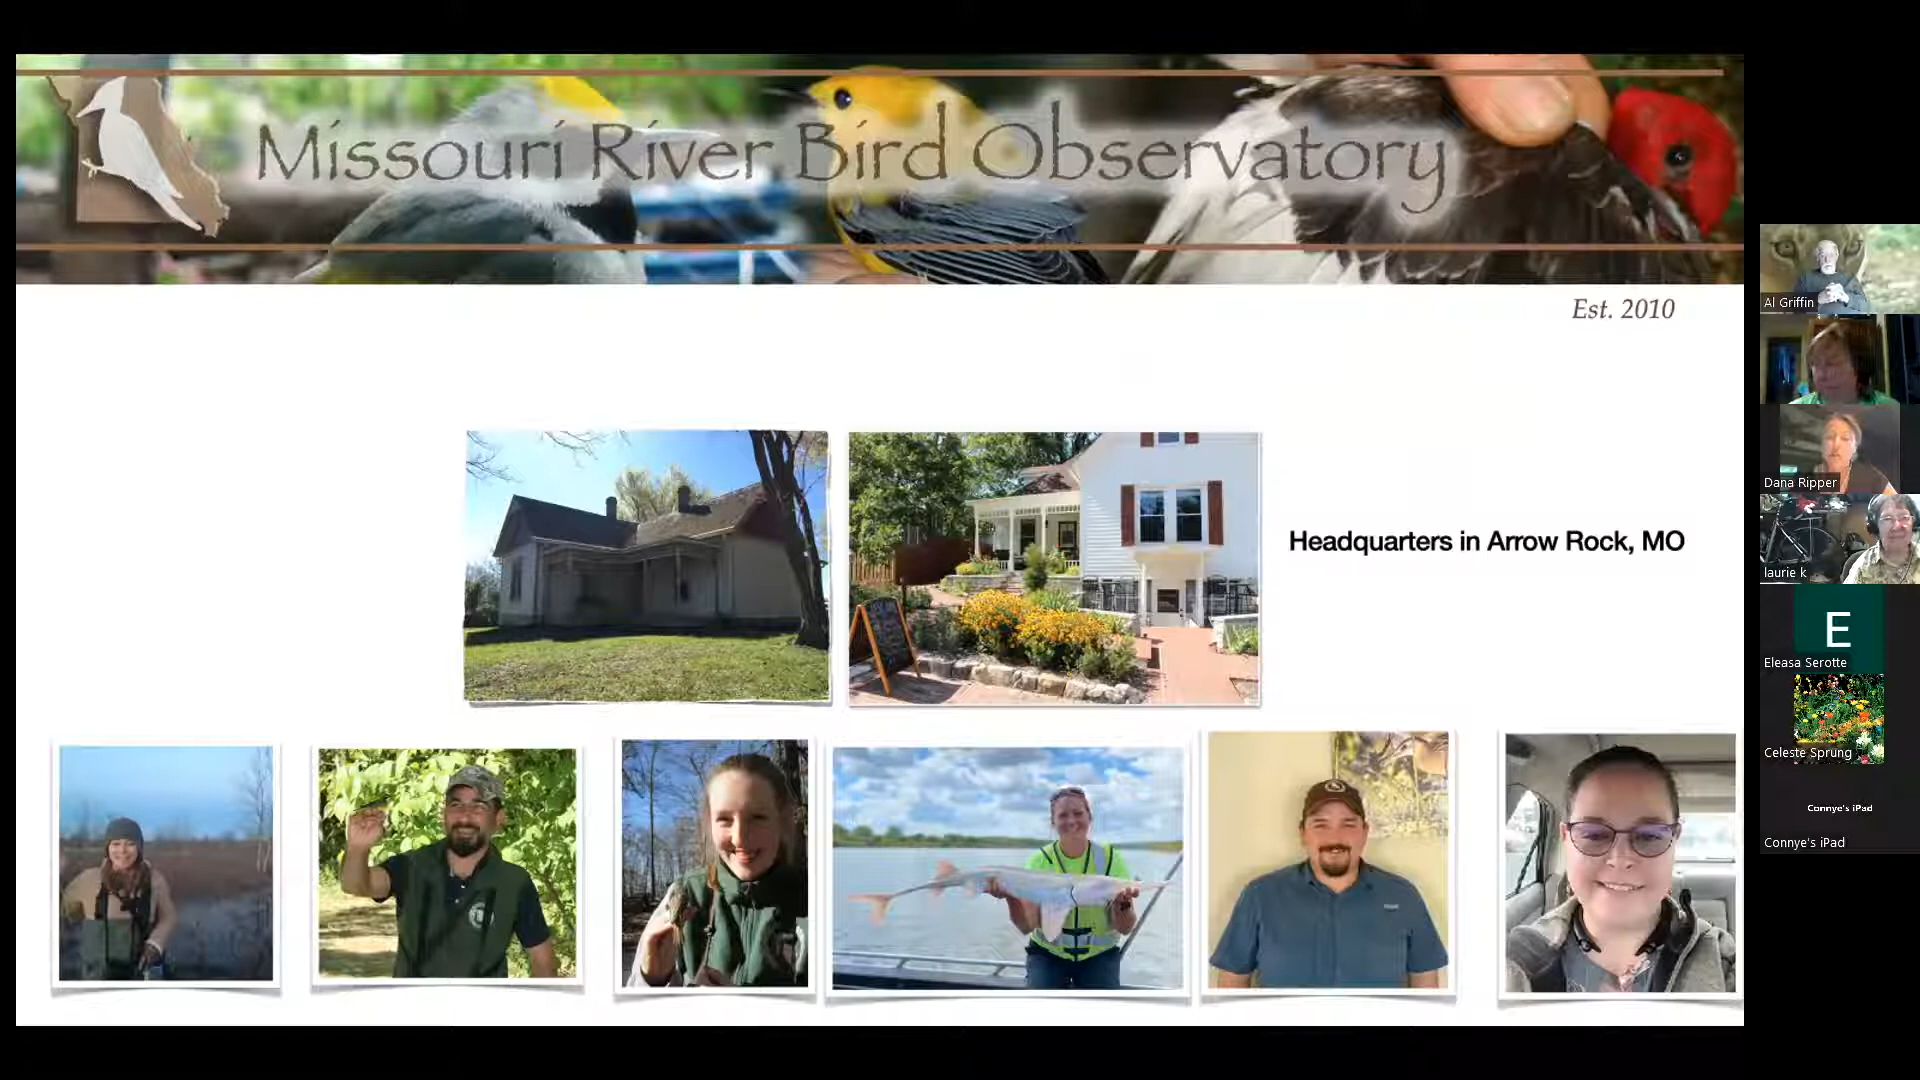 Missouri River Bird Observatory
Est. 2010
Headquarters in Arrow Rock, MO
Al Griffin
Dana Ripper
laurie k
E
Eleasa Serotte
Celeste Sprung
Connye's iPad
Connye's iPad